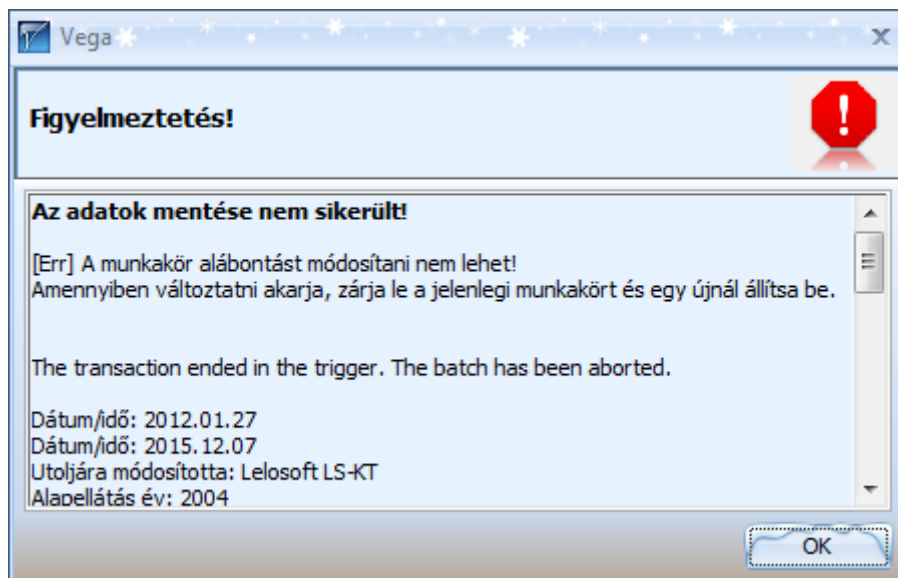 Vega
Figyelmeztetés!
Az adatok mentése nem sikerült!
[Err] A munkakör alábontást módosítani nem lehet!
Amennyiben változtatni akarja, zárja le a jelenlegi munkakört és egy újnál állítsa be.
The transaction ended in the trigger. The batch has been aborted.
Dátum/idő: 2012.01.27
Dátum/idő: 2015.12.07
Utoljára módosította: Lelosoft LS-KT
Alapellátás év: 2004
OK